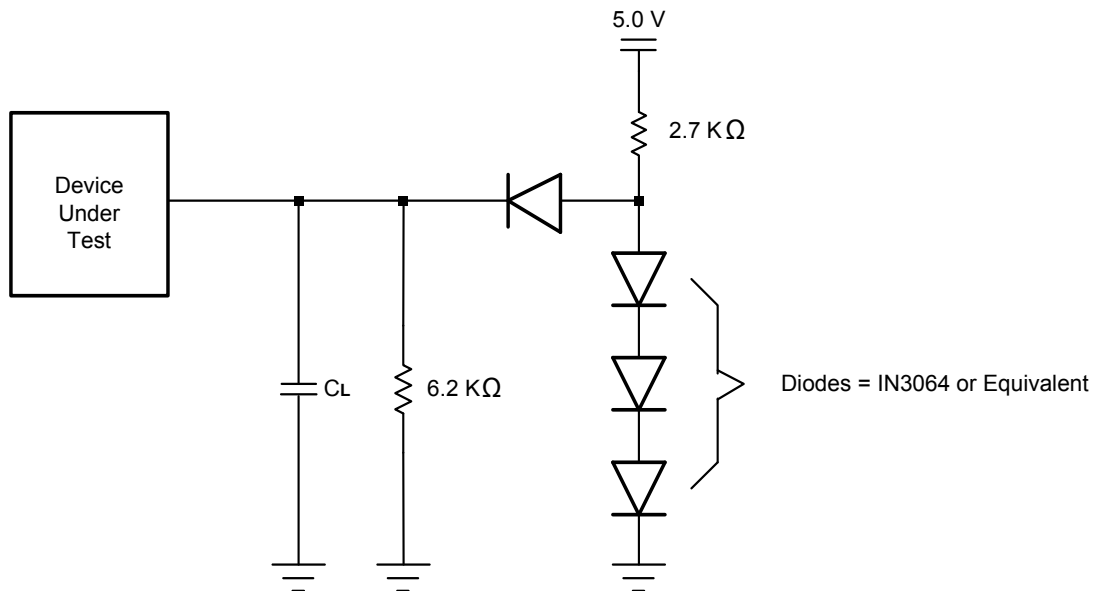 5.0 V
2.7 KΩ
Device
Under
Test
CL
6.2 KΩ
Diodes = IN3064 or Equivalent